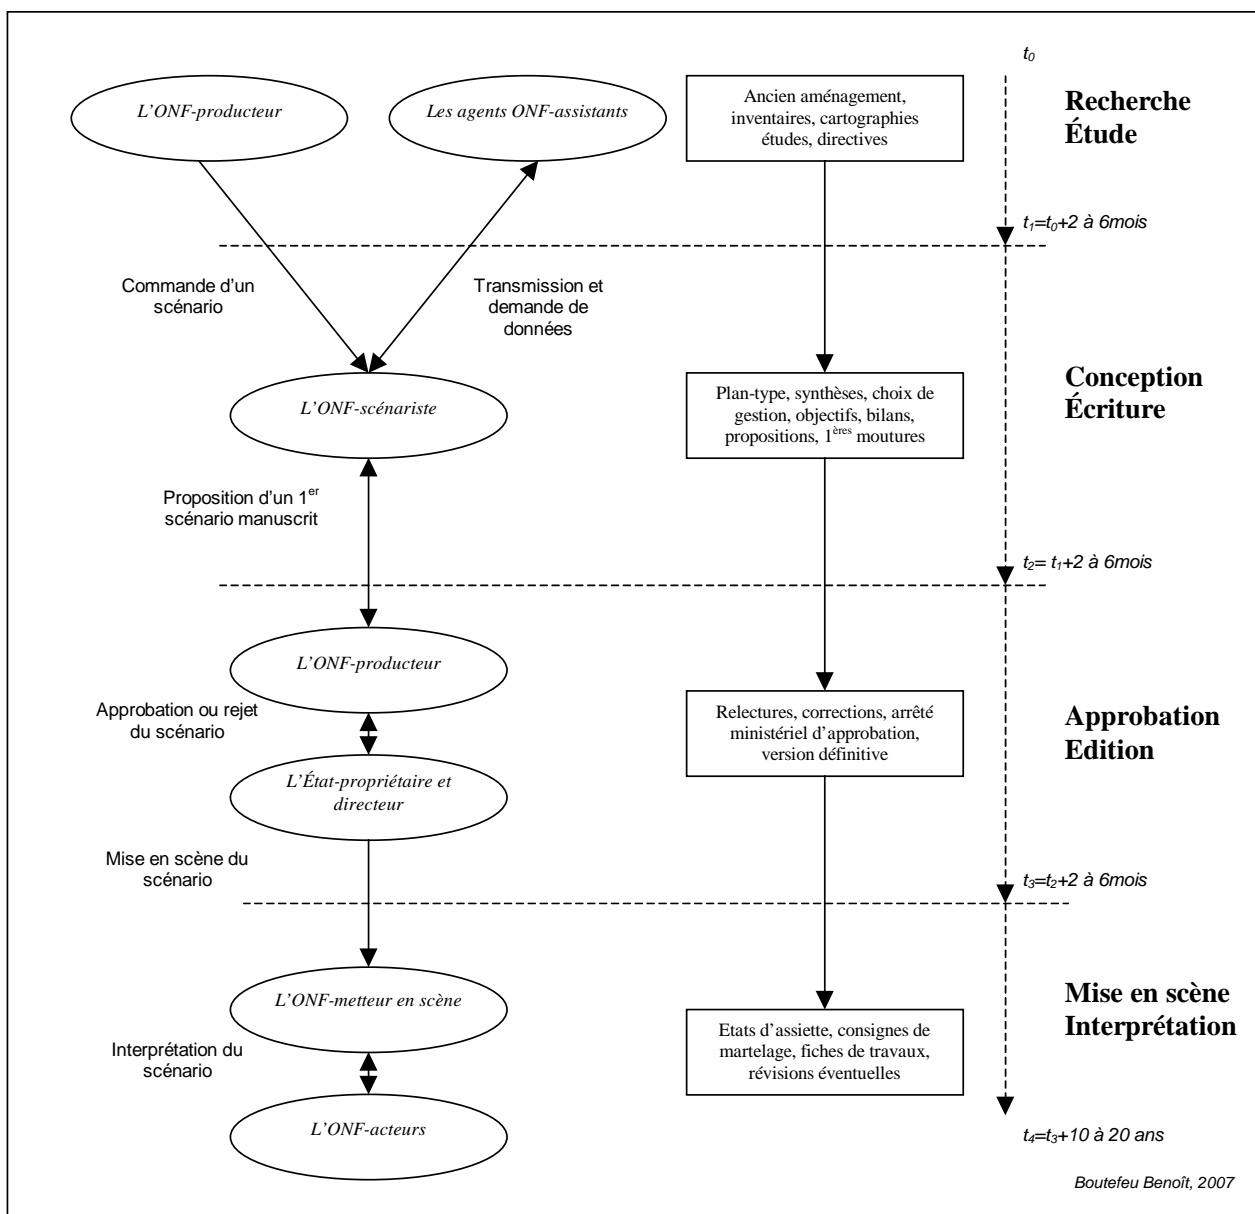 t₀
L'ONF-producteur
Les agents ONF-assistants
Ancien aménagement,
inventaires, cartographies
études, directives
Recherche
Étude
t₁=t₀+2 à 6mois
Commande d'un
scénario
Transmission et
demande de
données
L'ONF-scénariste
Plan-type, synthèses, choix de
gestion, objectifs, bilans,
propositions, 1ères moutures
Conception
Écriture
Proposition d'un 1er
scénario manuscrit
t₂= t₁+2 à 6mois
L'ONF-producteur
Approbation ou rejet
du scénario
L'État-propriétaire et
directeur
Relectures, corrections, arrêté
ministériel d'approbation,
version définitive
Approbation
Edition
Mise en scène du
scénario
t₃=t₂+2 à 6mois
L'ONF-metteur en scène
Interprétation du
scénario
L'ONF-acteurs
Etats d'assiette, consignes de
martelage, fiches de travaux,
révisions éventuelles
Mise en scène
Interprétation
t₄=t₃+10 à 20 ans
Boutefeu Benoît, 2007